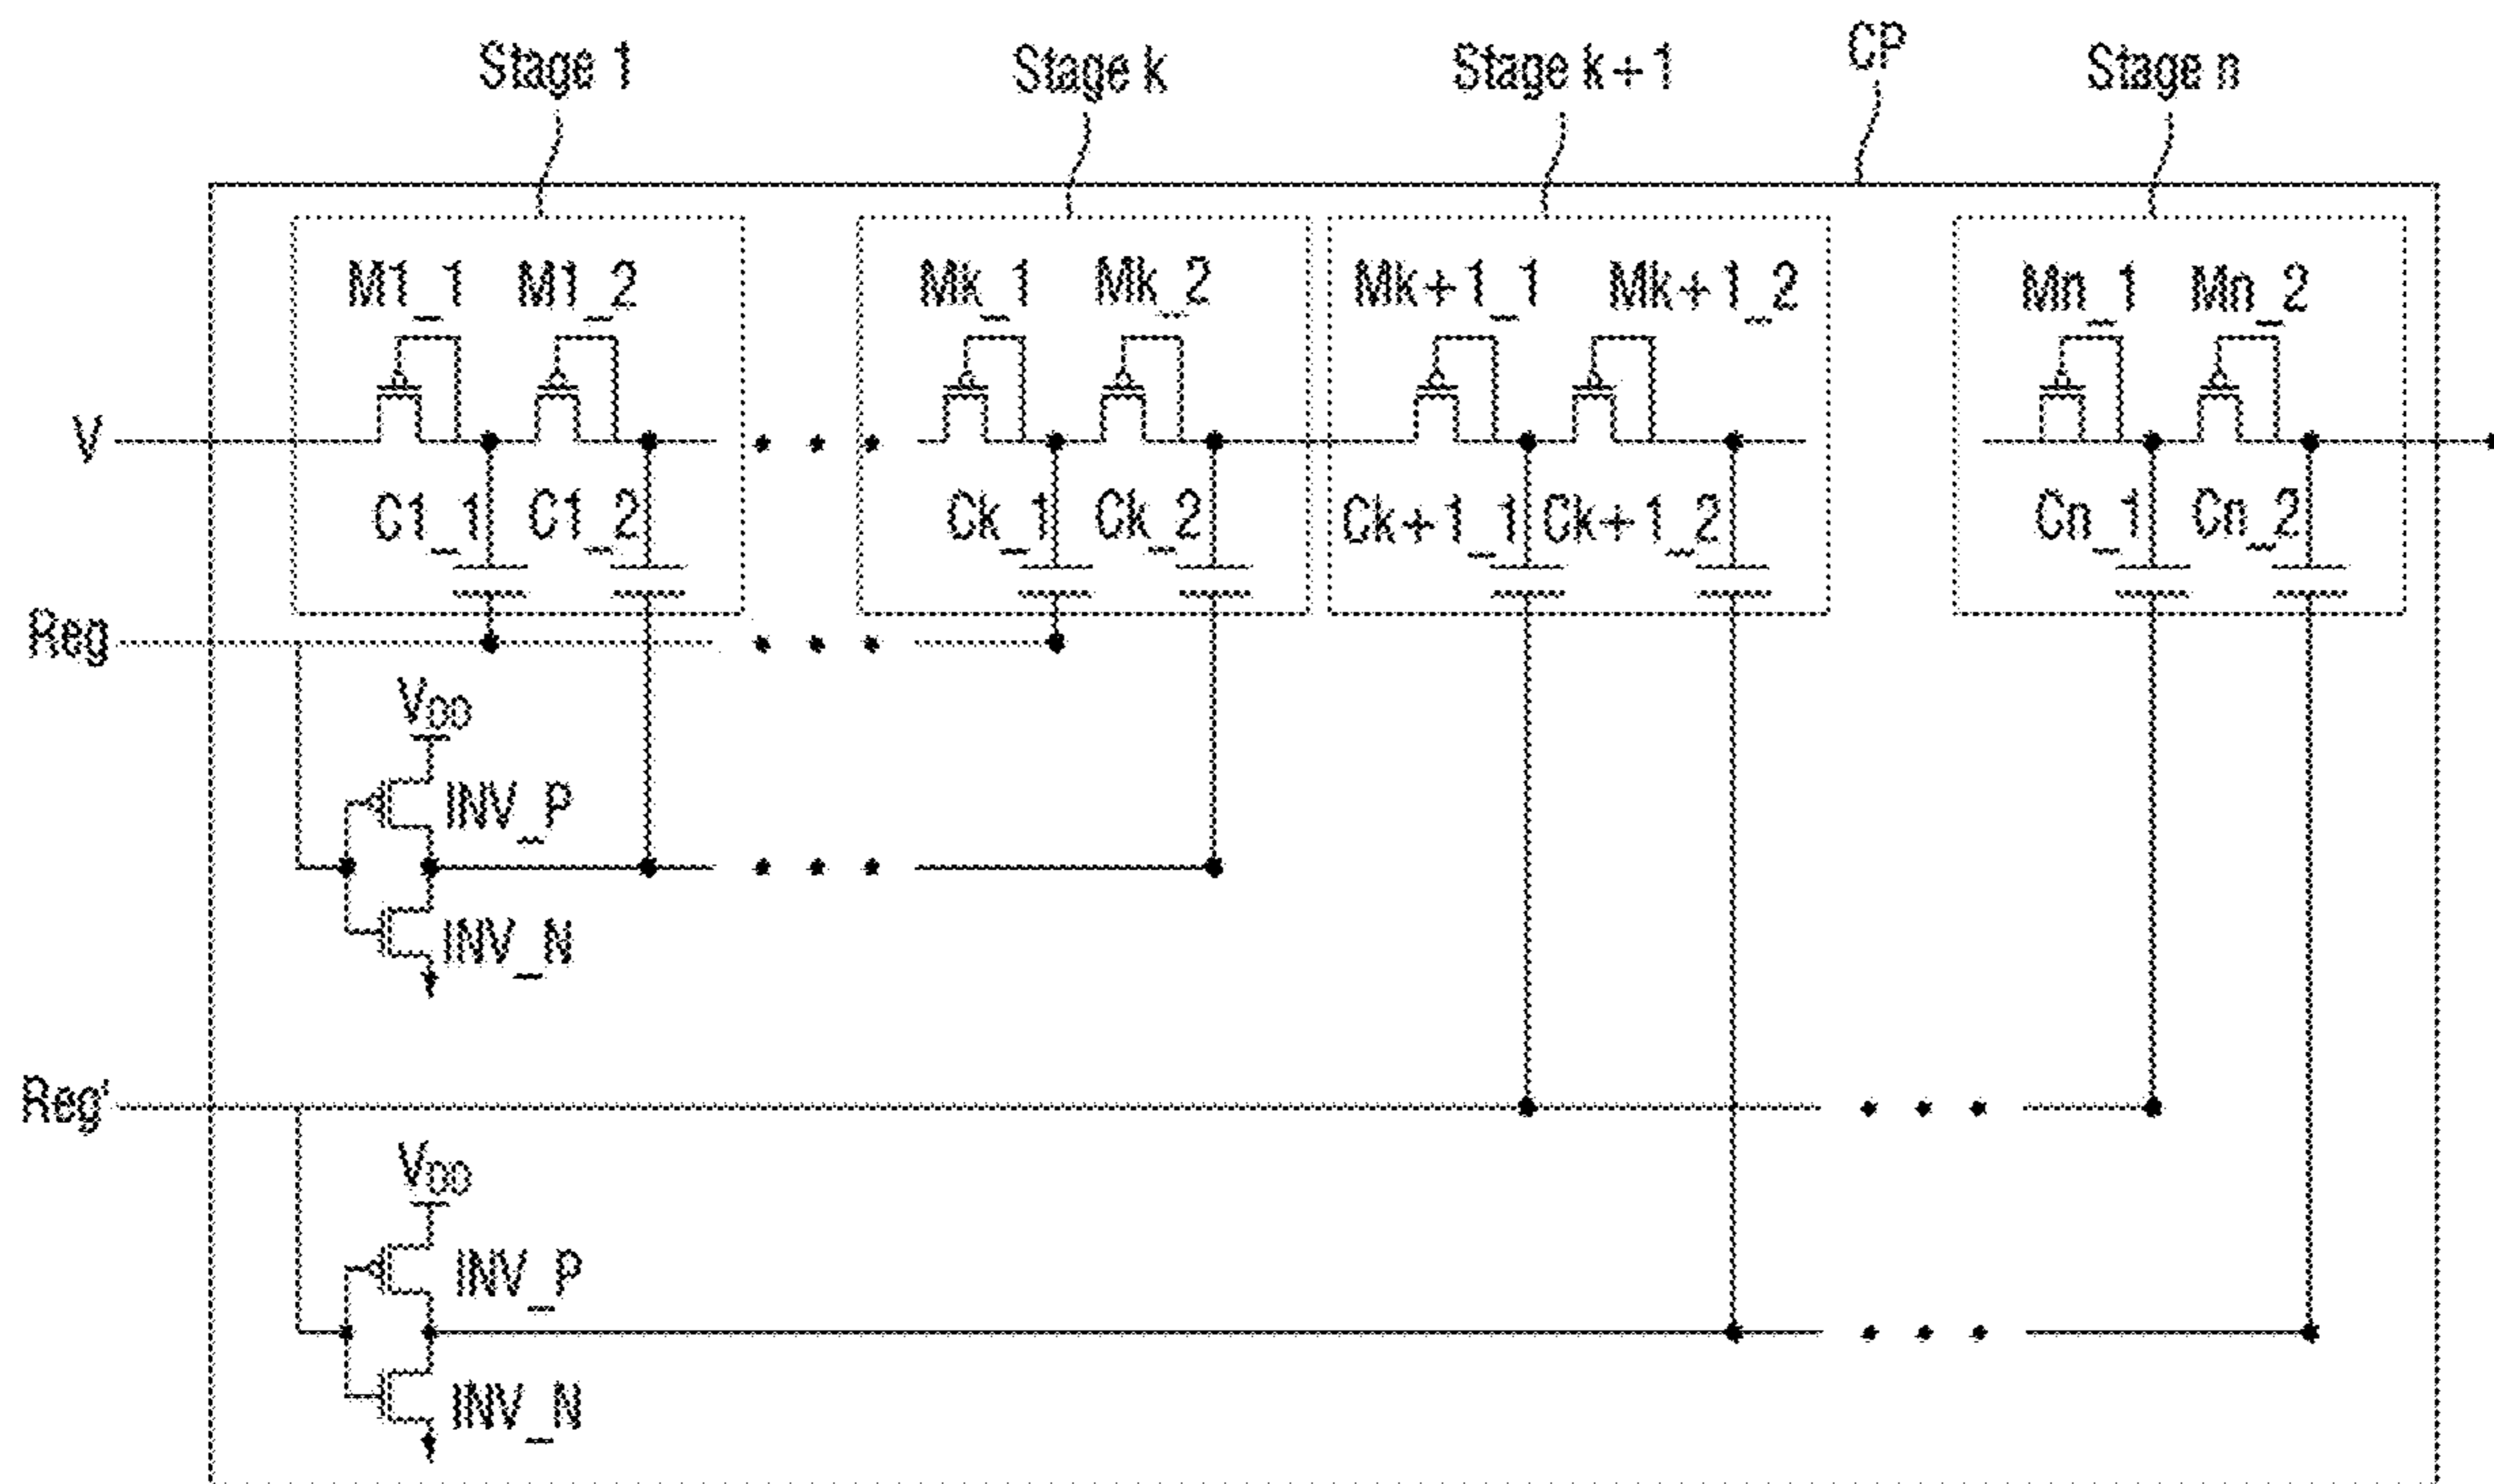 Stage 1 Stage k Stage k+1 CP Stage n
M1_1 M1_2 Mk_1 Mk_2 Mk+1_1 Mk+1_2 Mn_1 Mn_2
V
C1_1 C1_2 Ck_1 Ck_2 Ck+1_1 Ck+1_2 Cn_1 Cn_2
Reg
VDD
INV_P
INV_N
Reg'
VDD
INV_P
INV_N